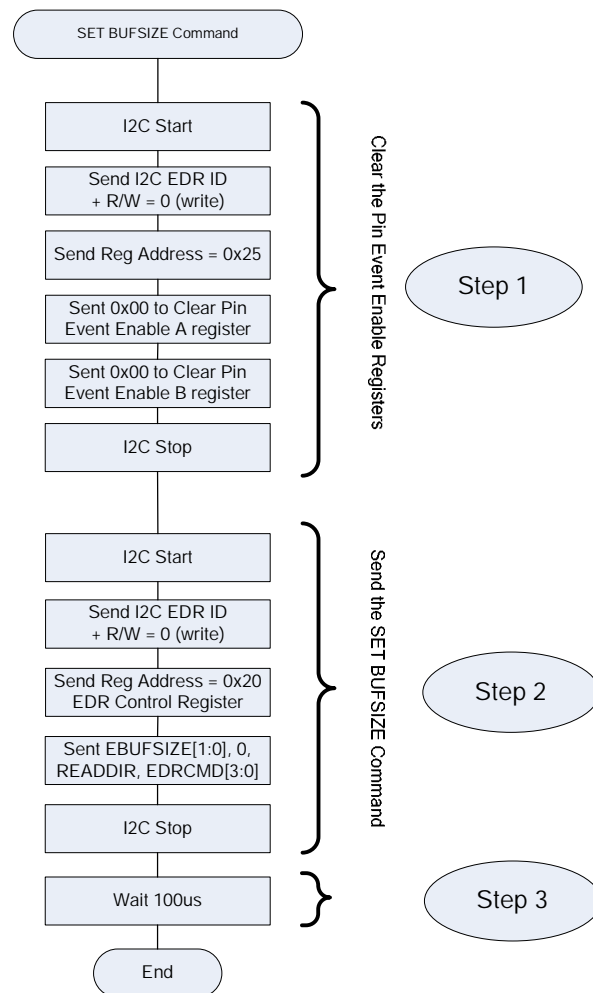 SET BUFSIZE Command
I2C Start
Send I2C EDR ID
+ R/W = 0 (write)
Send Reg Address = 0x25
Sent 0x00 to Clear Pin
Event Enable A register
Sent 0x00 to Clear Pin
Event Enable B register
I2C Stop
Clear the Pin Event Enable Registers
Step 1
I2C Start
Send I2C EDR ID
+ R/W = 0 (write)
Send Reg Address = 0x20
EDR Control Register
Sent EBUFSIZE[1:0], 0,
READDIR, EDRCMD[3:0]
I2C Stop
Send the SET BUFSIZE Command
Step 2
Wait 100us
Step 3
End